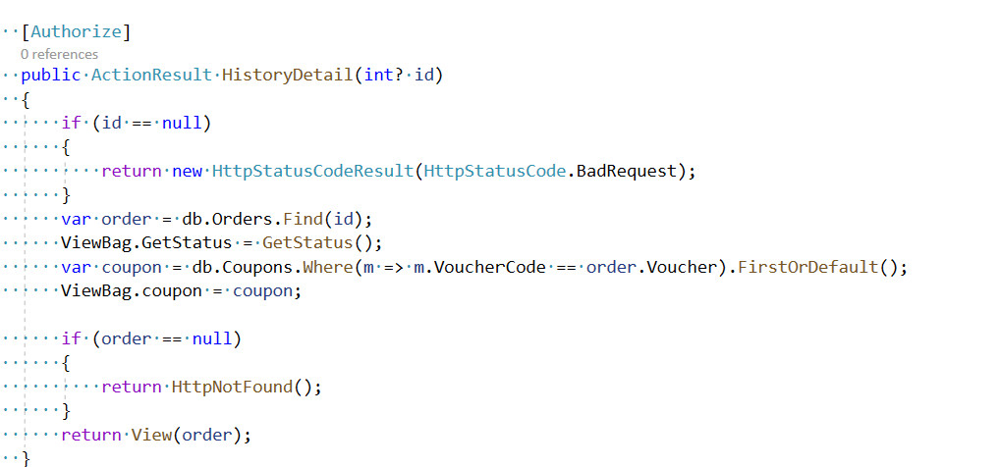 [Authorize]
0 references
public ActionResult HistoryDetail(int? id)
{
if (id == null)
{
return new HttpStatusCodeResult(HttpStatusCode.BadRequest);
}
var order = db.Orders.Find(id);
ViewBag.GetStatus = GetStatus();
var coupon = db.Coupons.Where(m => m.VoucherCode == order.Voucher).FirstOrDefault();
ViewBag.coupon = coupon;
if (order == null)
{
return HttpNotFound();
}
return View(order);
}